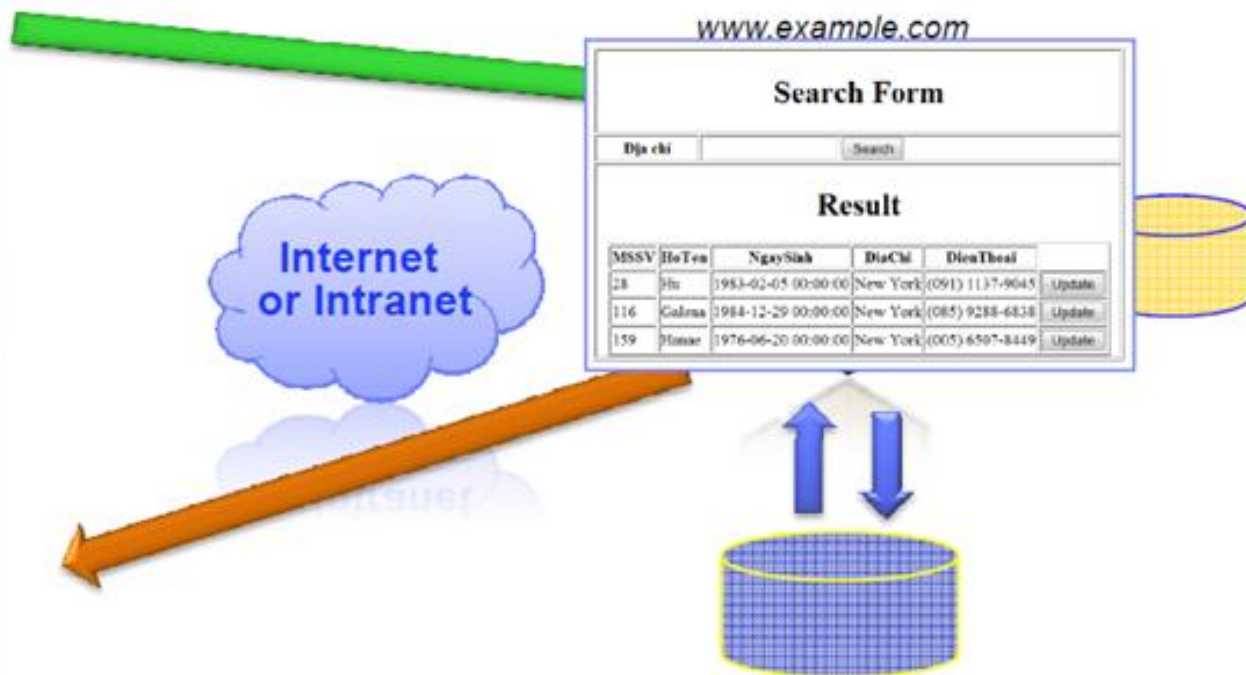 www.example.com
Search Form
Địa chỉ Search
Internet
or Intranet
Result
MSSV HoTen NgaySinh DiaChi DienThoai
28 Hu 1983-02-05 00:00:00 New York (091) 1137-9045 Update
116 Galena 1984-12-29 00:00:00 New York (085) 9288-6838 Update
159 1976-06-20 00:00:00 New York (005) 6507-8449 Update